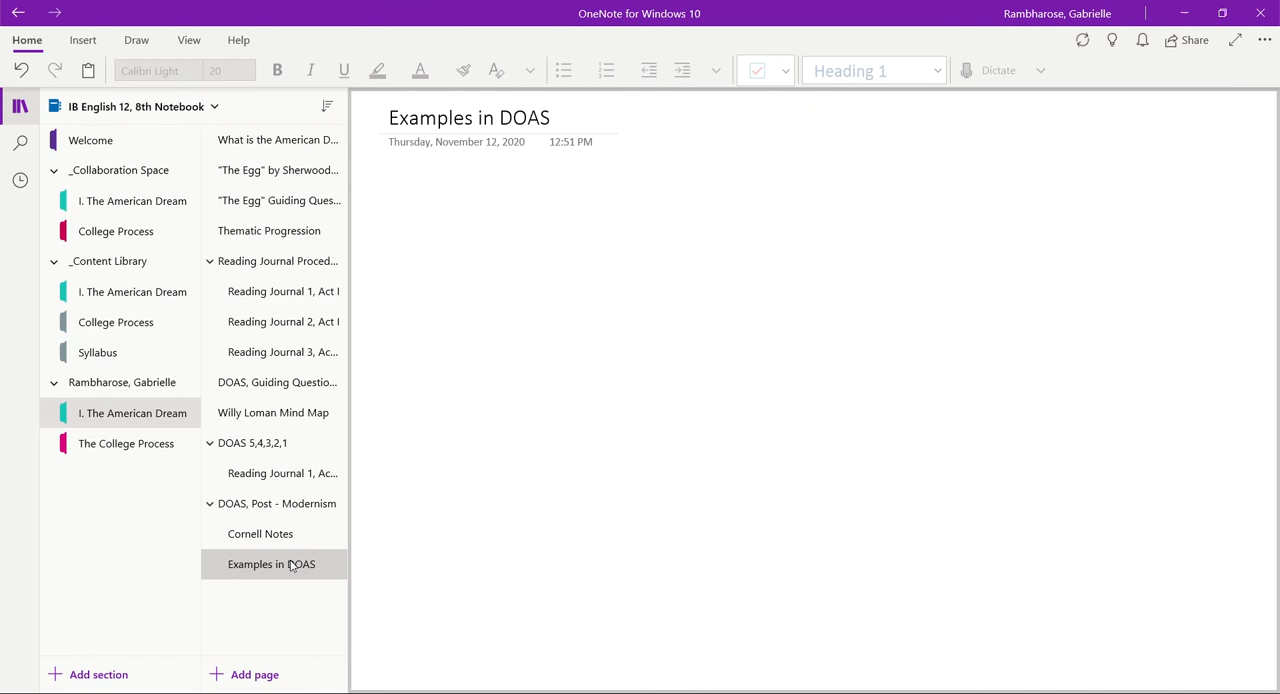 OneNote for Windows 10
Rambharose, Gabrielle
Home Insert Draw View Help
Share
Calibri Light 20
B I U A A
Heading 1
Dictate
IB English 12, 8th Notebook
Welcome
_Collaboration Space
I. The American Dream
College Process
_Content Library
I. The American Dream
College Process
Syllabus
Rambharose, Gabrielle
I. The American Dream
The College Process
Add section
What is the American D...
"The Egg" by Sherwood...
"The Egg" Guiding Ques...
Thematic Progression
Reading Journal Proced...
Reading Journal 1, Act I
Reading Journal 2, Act I
Reading Journal 3, Ac...
DOAS, Guiding Questio...
Willy Loman Mind Map
DOAS 5,4,3,2,1
Reading Journal 1, Ac...
DOAS, Post - Modernism
Cornell Notes
Examples in DOAS
Add page
Examples in DOAS
Thursday, November 12, 2020 12:51 PM